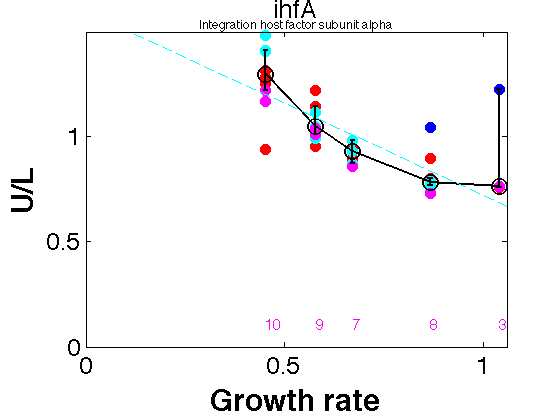 ihfA
Integration host factor subunit alpha
U/L
1
0.5
0
10 9 7 8 3
0 0.5 1
Growth rate